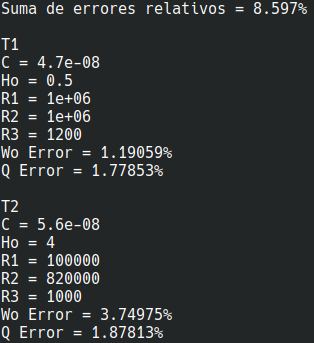 Suma de errores relativos = 8.597%
T1
C = 4.7e-08
Ho = 0.5
R1 = 1e+06
R2 = 1e+06
R3 = 1200
Wo Error = 1.19059%
Q Error = 1.77853%
T2
C = 5.6e-08
Ho = 4
R1 = 100000
R2 = 820000
R3 = 1000
Wo Error = 3.74975%
Q Error = 1.87813%